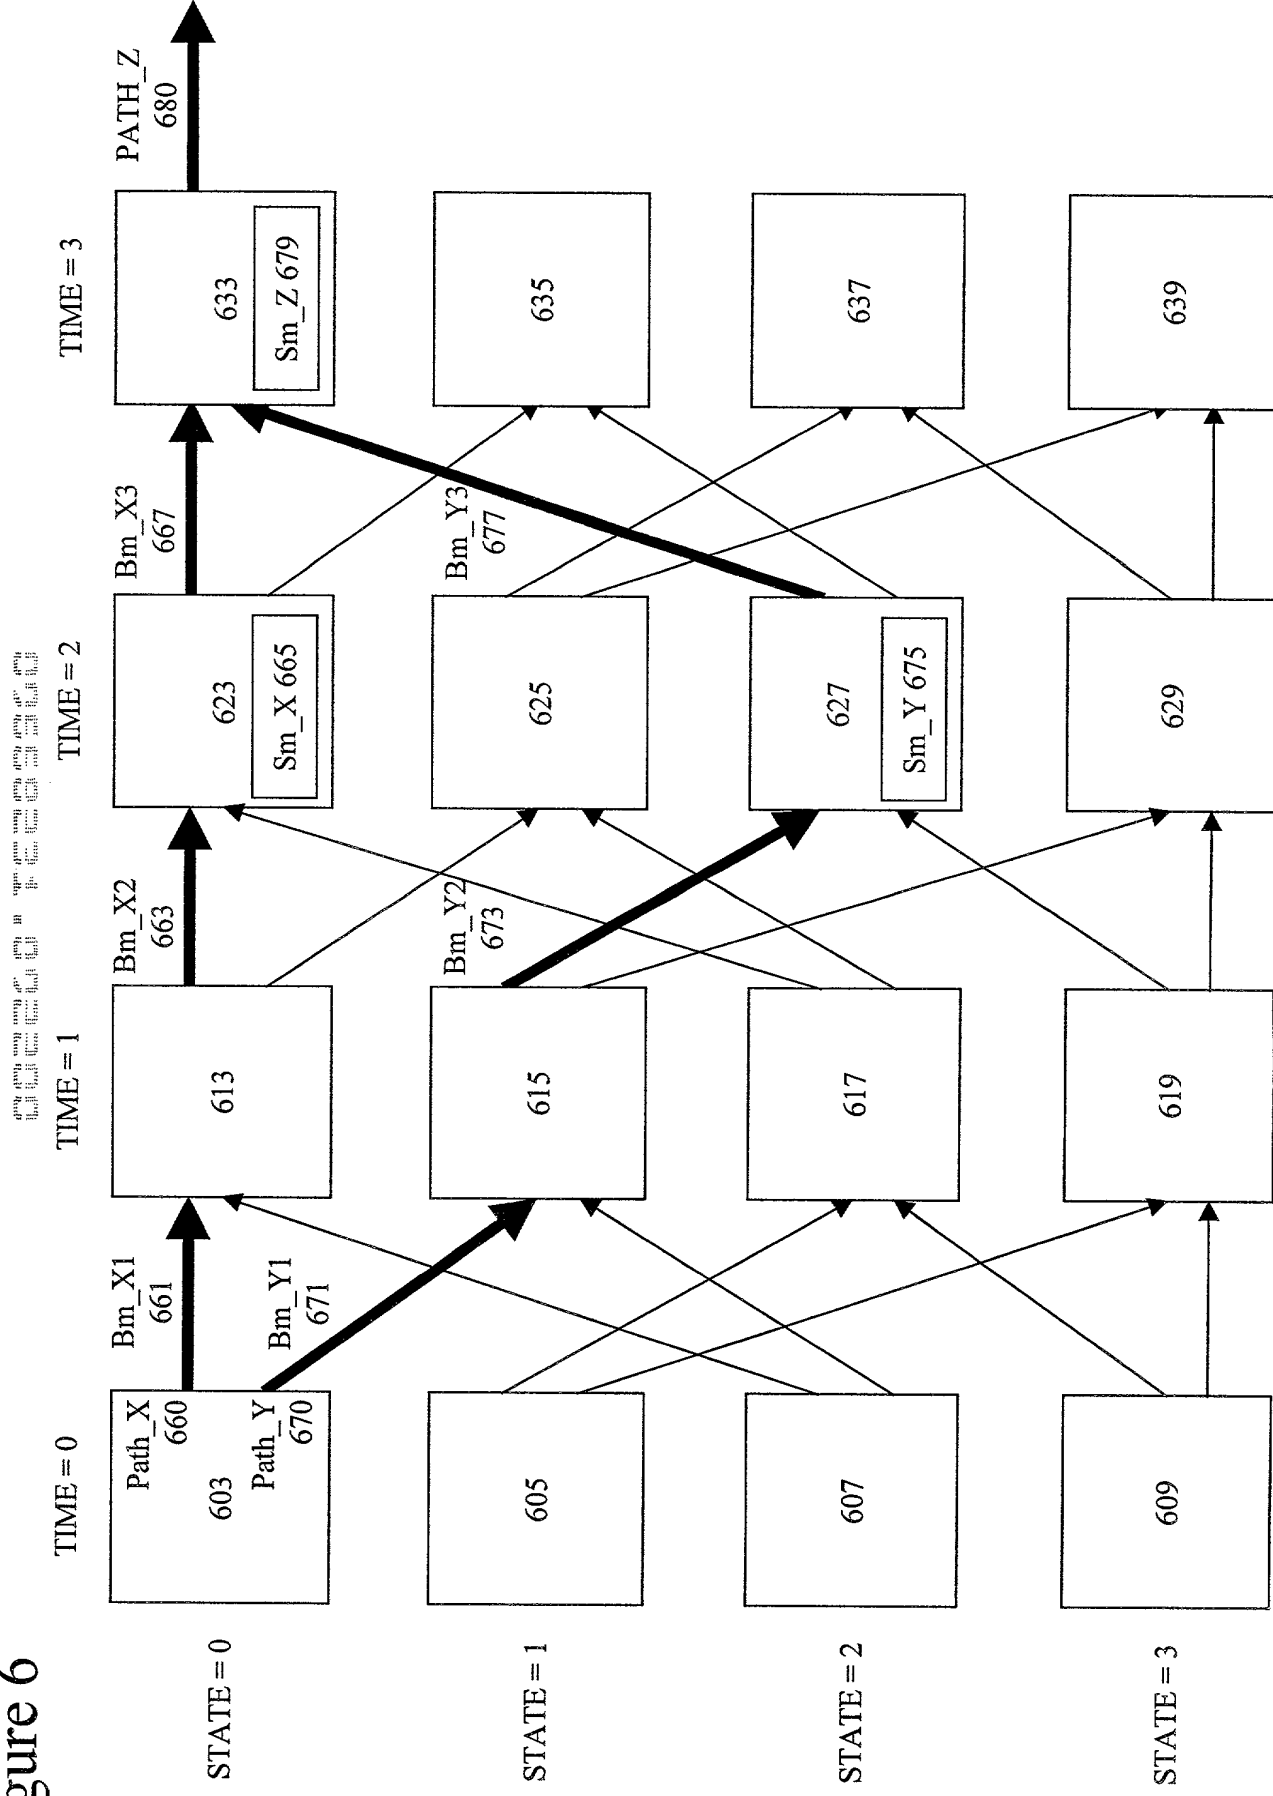 gure 6
TIME = 0
TIME = 1
TIME = 2
TIME = 3
STATE = 0
Path_X
660
603
Path_Y
670
Bm_X1
661
Bm_Y1
671
613
Bm_X2
663
623
Sm_X 665
Bm_X3
667
633
Sm_Z 679
PATH_Z
680
STATE = 1
605
615
Bm_Y2
673
625
Bm_Y3
677
635
STATE = 2
607
617
627
Sm_Y 675
637
STATE = 3
609
619
629
639